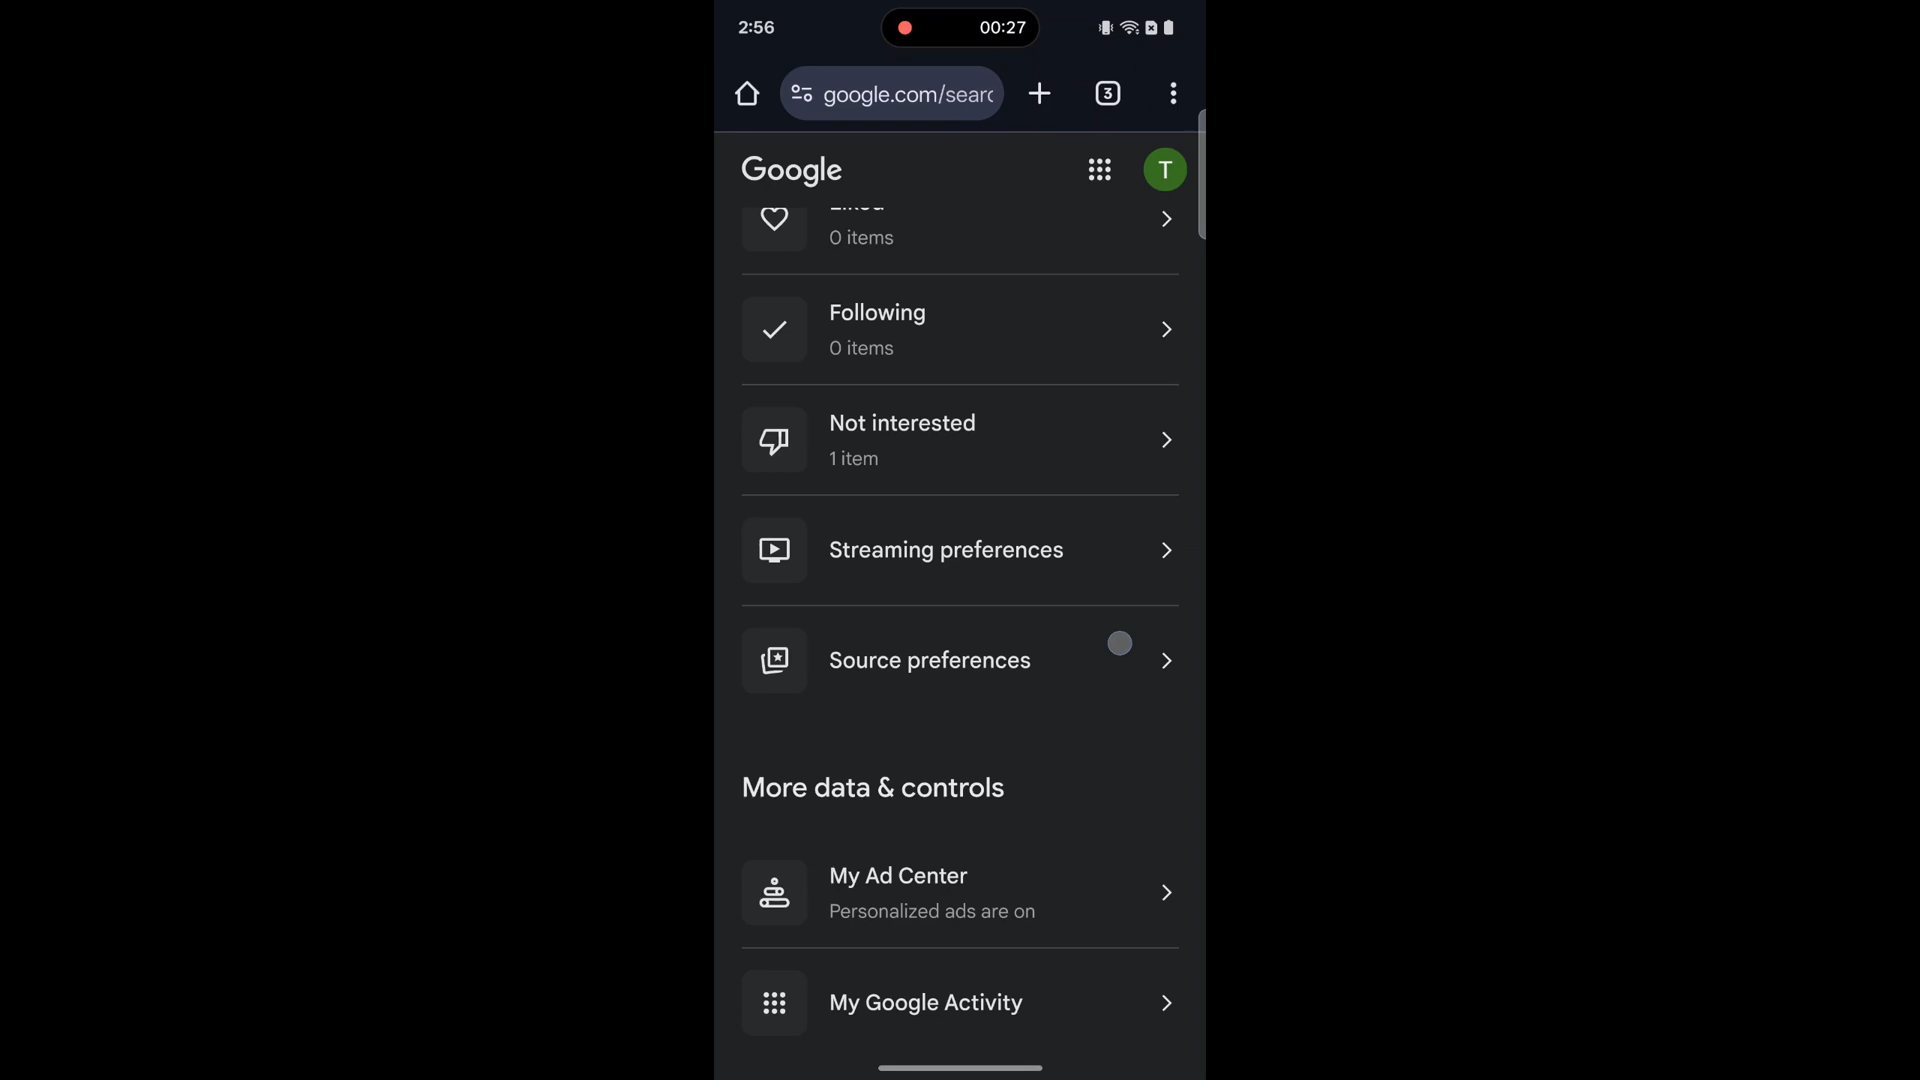 2:56
00:27
google.com/searc
3
Google
T
Liked
0 items
Following
0 items
Not interested
1 item
Streaming preferences
Source preferences
More data & controls
My Ad Center
Personalized ads are on
My Google Activity